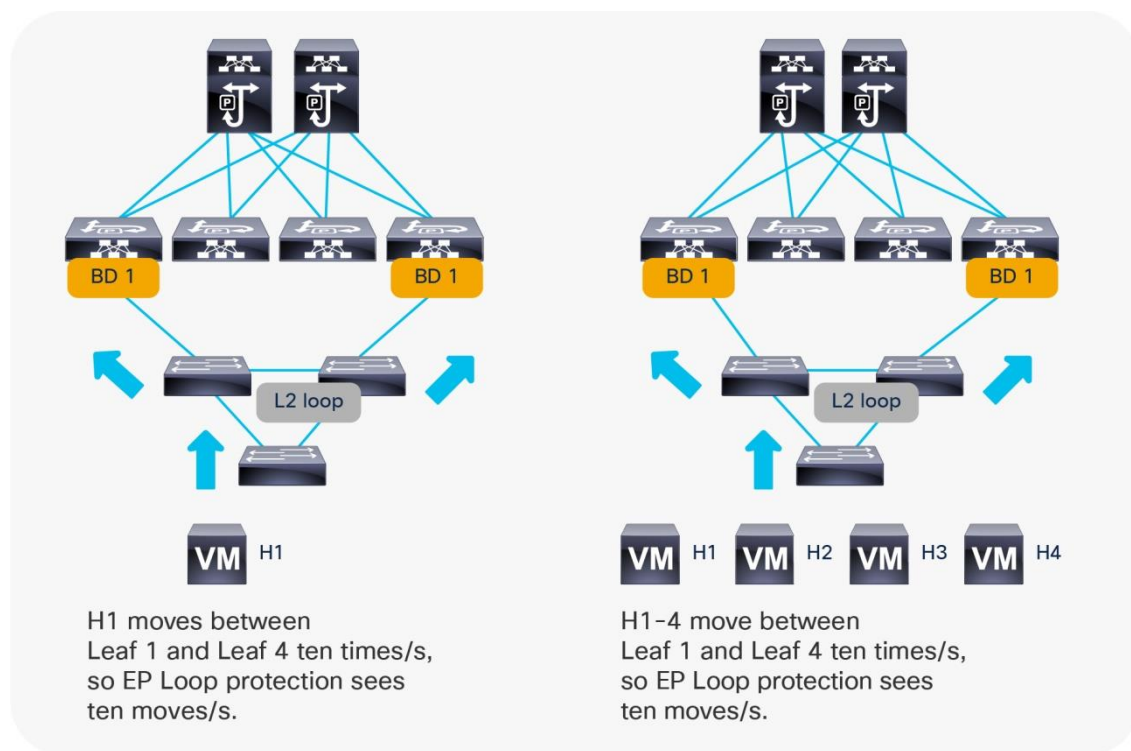 P
P
P
P
BD 1
BD 1
BD 1
BD 1
L2 loop
L2 loop
VM
H1
VM
H1
VM
H2
VM
H3
VM
H4
H1 moves between
Leaf 1 and Leaf 4 ten times/s,
so EP Loop protection sees
ten moves/s.
H1-4 move between
Leaf 1 and Leaf 4 ten times/s,
so EP Loop protection sees
ten moves/s.